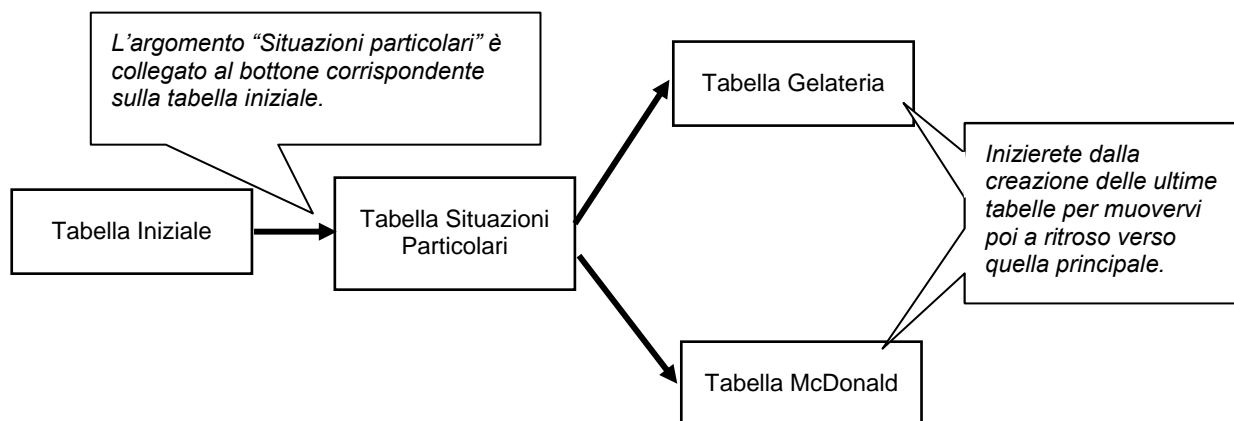 L’argomento “Situazioni particolari” è
collegato al bottone corrispondente
sulla tabella iniziale.
Tabella Iniziale
Tabella Situazioni
Particolari
Tabella Gelateria
Inizierete dalla
creazione delle ultime
tabelle per muovervi
poi a ritroso verso
quella principale.
Tabella McDonald